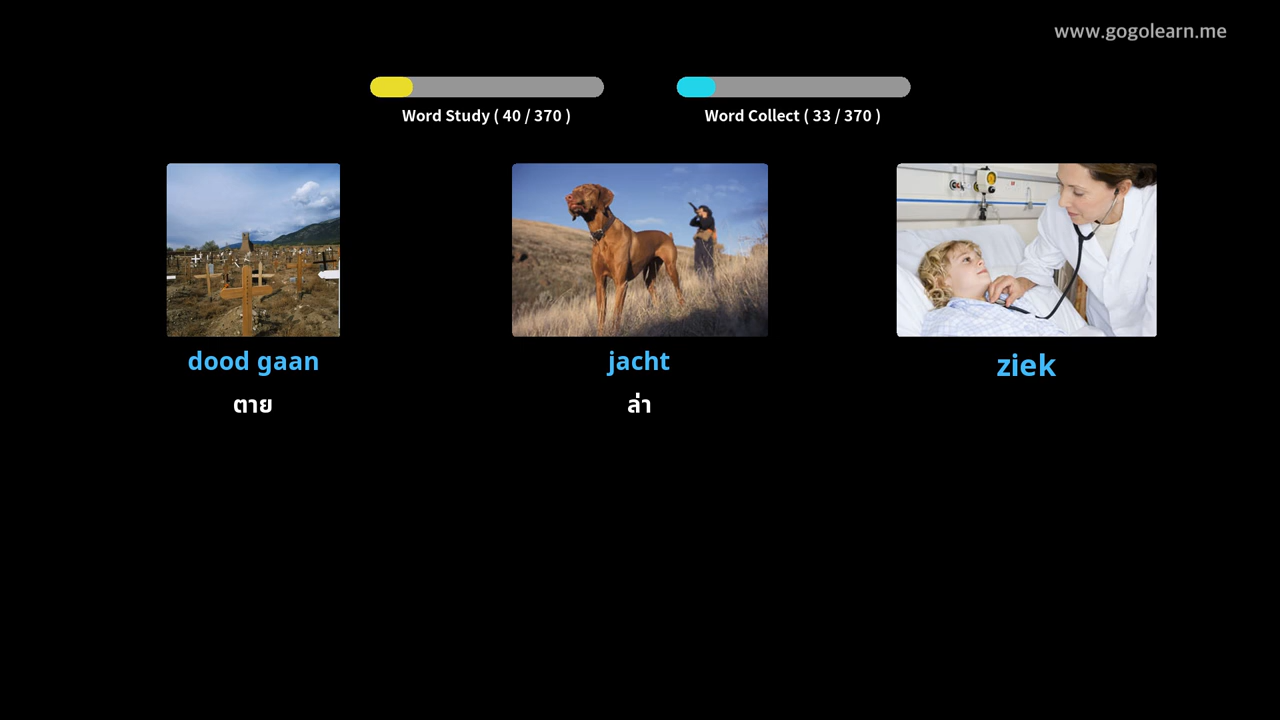 www.gogolearn.me
Word Study ( 40 / 370 )
Word Collect ( 33 / 370 )
dood gaan
ตาย
jacht
ล่า
ziek